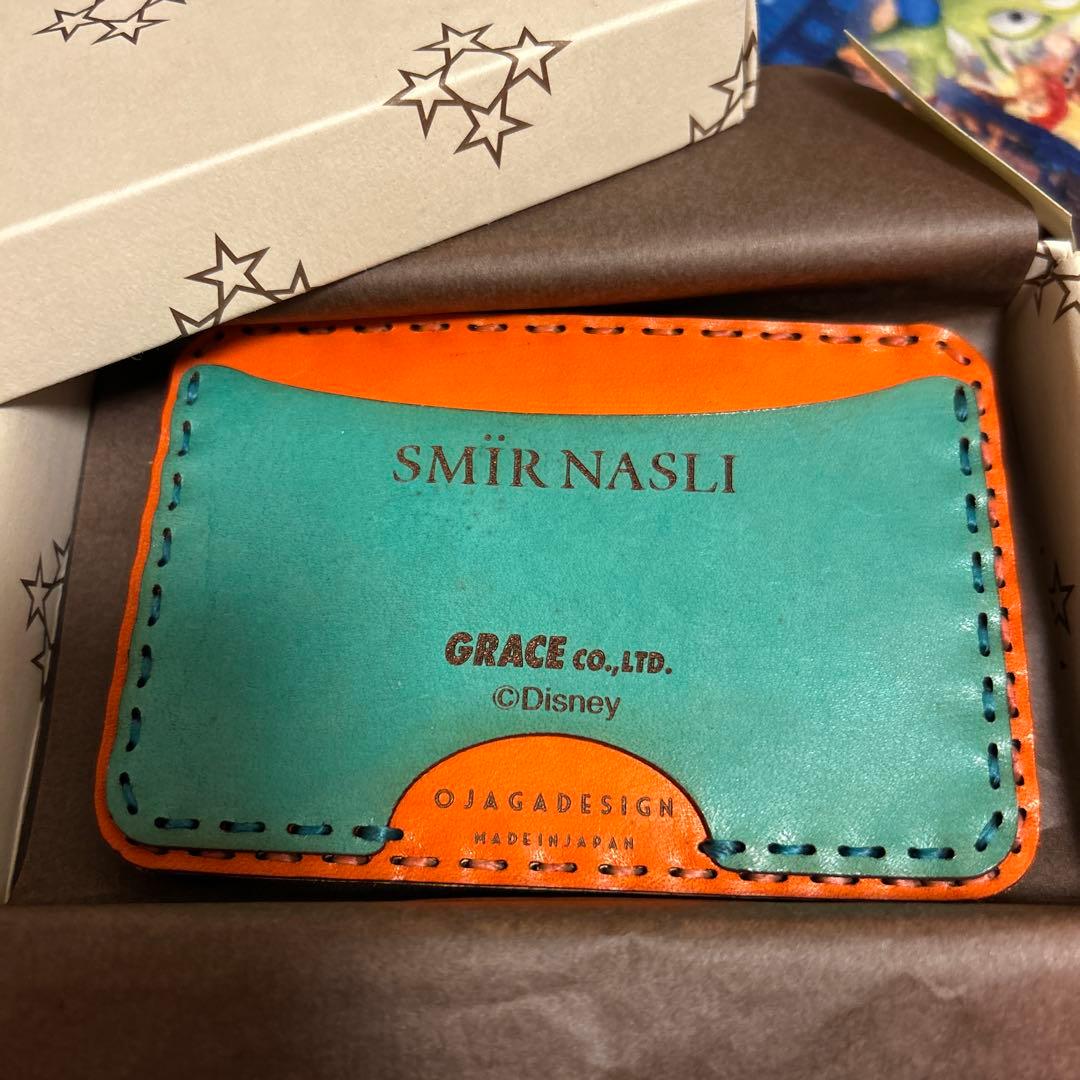 SMÏR NASLI
GRACE CO.,LTD.
©Disney
OJAGADESIGN
MADEINJAPAN